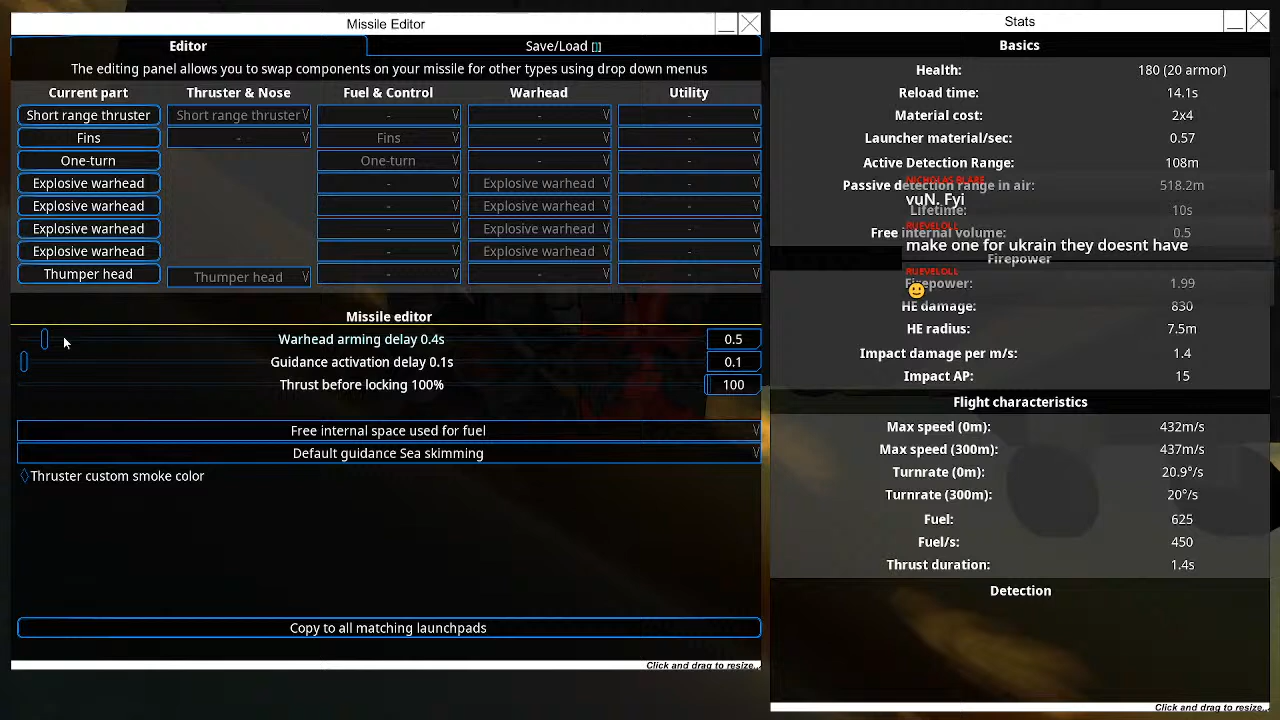 Missile Editor
Editor
Save/Load []
The editing panel allows you to swap components on your missile for other types using drop down menus
Current part Thruster & Nose Fuel & Control Warhead Utility
Short range thruster Short range thruster V - V - V - V
Fins - V Fins V - V - V
One-turn One-turn V - V - V
Explosive warhead - V Explosive warhead V - V
Explosive warhead - V Explosive warhead V - V
Explosive warhead - V Explosive warhead V - V
Explosive warhead - V Explosive warhead V - V
Thumper head Thumper head V - V - V - V
Missile editor
Warhead arming delay 0.4s 0.5
Guidance activation delay 0.1s 0.1
Thrust before locking 100% 100
Free internal space used for fuel V
Default guidance Sea skimming V
Thruster custom smoke color
Copy to all matching launchpads
Click and drag to resize..
Stats
Basics
Health: 180 (20 armor)
Reload time: 14.1s
Material cost: 2x4
Launcher material/sec: 0.57
Active Detection Range: 108m
Passive detection range in air: 518.2m
Lifetime: 10s
Free internal volume: 0.5
Firepower
Firepower: 1.99
HE damage: 830
HE radius: 7.5m
Impact damage per m/s: 1.4
Impact AP: 15
Flight characteristics
Max speed (0m): 432m/s
Max speed (300m): 437m/s
Turnrate (0m): 20.9°/s
Turnrate (300m): 20°/s
Fuel: 625
Fuel/s: 450
Thrust duration: 1.4s
Detection
Click and drag to resize..
NICHOLAS BLAKE
vuN. Fyi
RUEVELOLL
make one for ukrain they doesnt have
RUEVELOLL
🙂